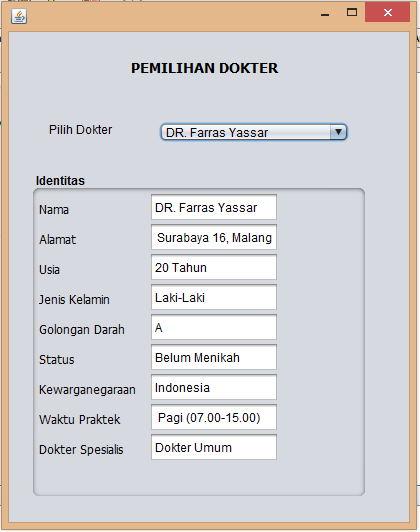 PEMILIHAN DOKTER
Pilih Dokter DR. Farras Yassar
Identitas
Nama DR. Farras Yassar
Alamat Surabaya 16, Malang
Usia 20 Tahun
Jenis Kelamin Laki-Laki
Golongan Darah A
Status Belum Menikah
Kewarganegaraan Indonesia
Waktu Praktek Pagi (07.00-15.00)
Dokter Spesialis Dokter Umum